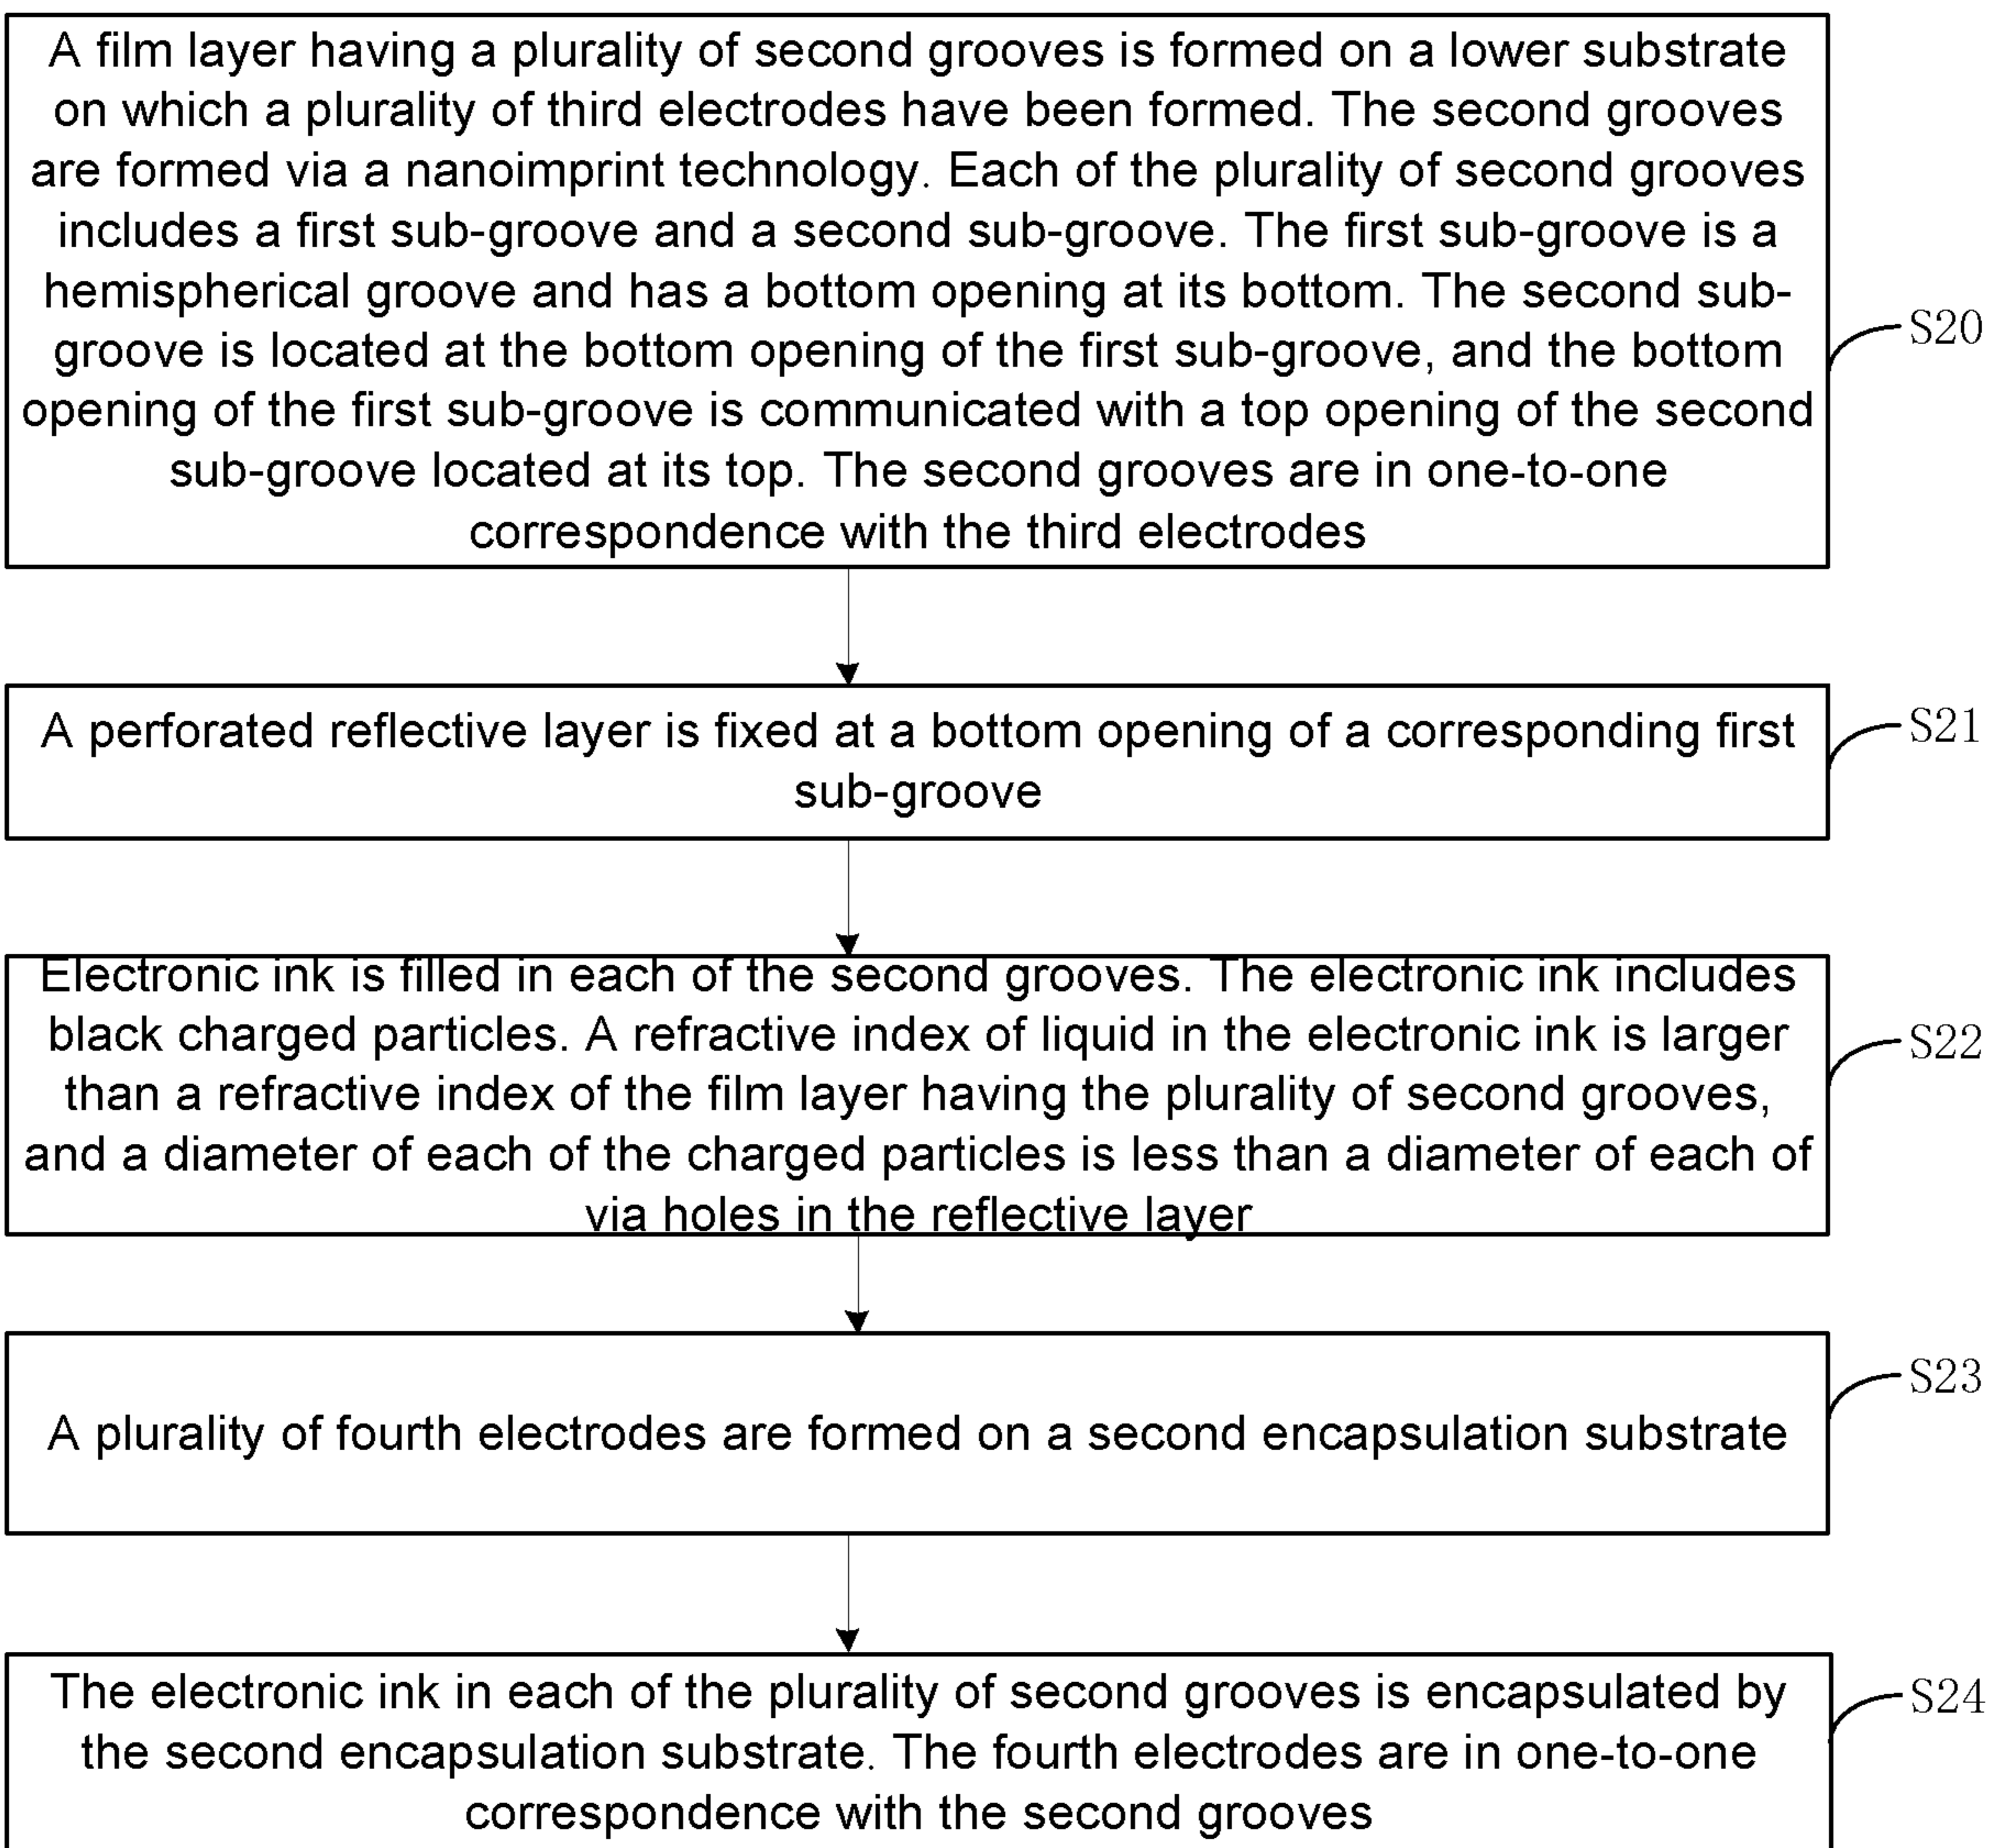 A film layer having a plurality of second grooves is formed on a lower substrate
on which a plurality of third electrodes have been formed. The second grooves
are formed via a nanoimprint technology. Each of the plurality of second grooves
includes a first sub-groove and a second sub-groove. The first sub-groove is a
hemispherical groove and has a bottom opening at its bottom. The second sub-
groove is located at the bottom opening of the first sub-groove, and the bottom
opening of the first sub-groove is communicated with a top opening of the second
sub-groove located at its top. The second grooves are in one-to-one
correspondence with the third electrodes
S20
A perforated reflective layer is fixed at a bottom opening of a corresponding first
sub-groove
S21
Electronic ink is filled in each of the second grooves. The electronic ink includes
black charged particles. A refractive index of liquid in the electronic ink is larger
than a refractive index of the film layer having the plurality of second grooves,
and a diameter of each of the charged particles is less than a diameter of each of
via holes in the reflective layer
S22
A plurality of fourth electrodes are formed on a second encapsulation substrate
S23
The electronic ink in each of the plurality of second grooves is encapsulated by
the second encapsulation substrate. The fourth electrodes are in one-to-one
correspondence with the second grooves
S24